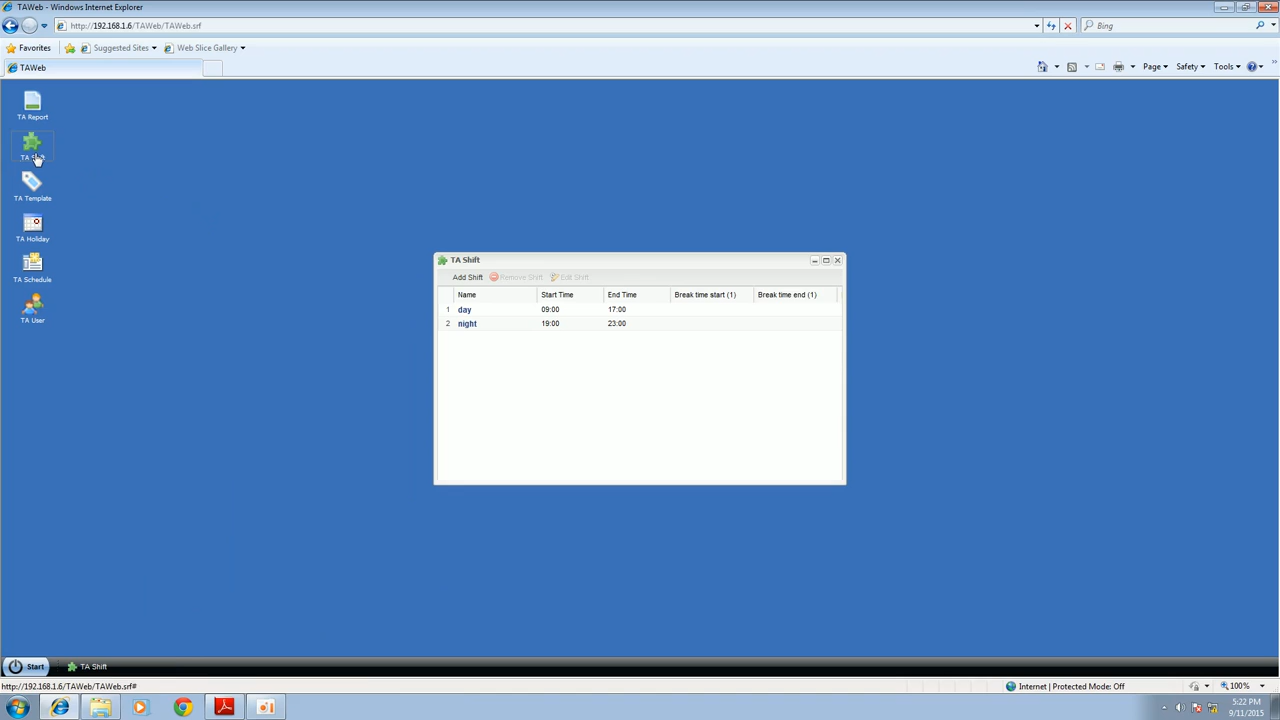 TAWeb - Windows Internet Explorer
http://192.168.1.6/TAWeb/TAWeb.srf
Bing
Favorites Suggested Sites Web Slice Gallery
TAWeb
Page Safety Tools
TA Report
TA Template
TA Holiday
TA Schedule
TA User
TA Shift
Add Shift Remove Shift Edit Shift
Name Start Time End Time Break time start (1) Break time end (1)
1 day 09:00 17:00
2 night 19:00 23:00
Start TA Shift
http://192.168.1.6/TAWeb/TAWeb.srf# Internet | Protected Mode: Off 100%
5:22 PM
9/11/2015